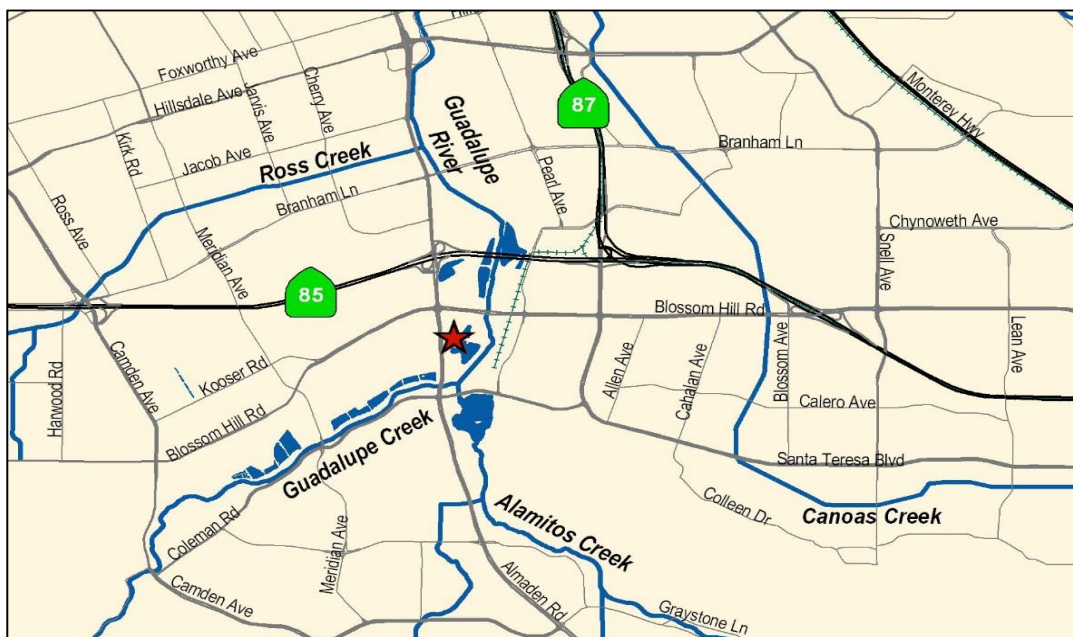 Foxworthy Ave
Hillsdale Ave
Jarvis Ave
Cherry Ave
Kirk Rd
Jacob Ave
Ross Creek
Branham Ln
Ross Ave
Meridian Ave
Guadalupe
River
87
Pearl Ave
Branham Ln
Monterey Hwy
Chynoweth Ave
Snell Ave
85
Blossom Hill Rd
Lean Ave
Harwood Rd
Camden Ave
Kooser Rd
Blossom Hill Rd
Allen Ave
Cahalan Ave
Blossom Ave
Calero Ave
Guadalupe Creek
Santa Teresa Blvd
Colleen Dr
Canoas Creek
Coleman Rd
Meridian Ave
Alamitos Creek
Camden Ave
Almaden Rd
Graystone Ln